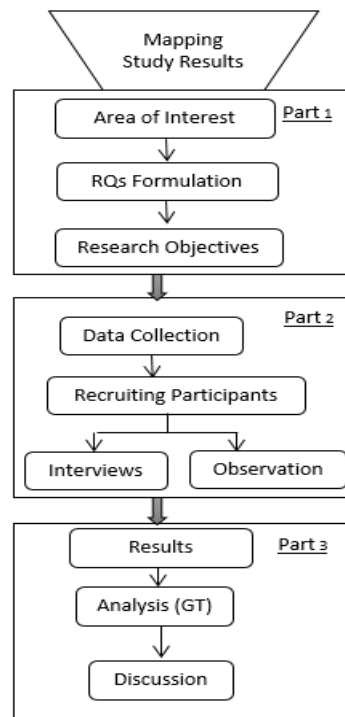 Mapping
Study Results
Part 1
Area of Interest
RQs Formulation
Research Objectives
Part 2
Data Collection
Recruiting Participants
Interviews
Observation
Part 3
Results
Analysis (GT)
Discussion